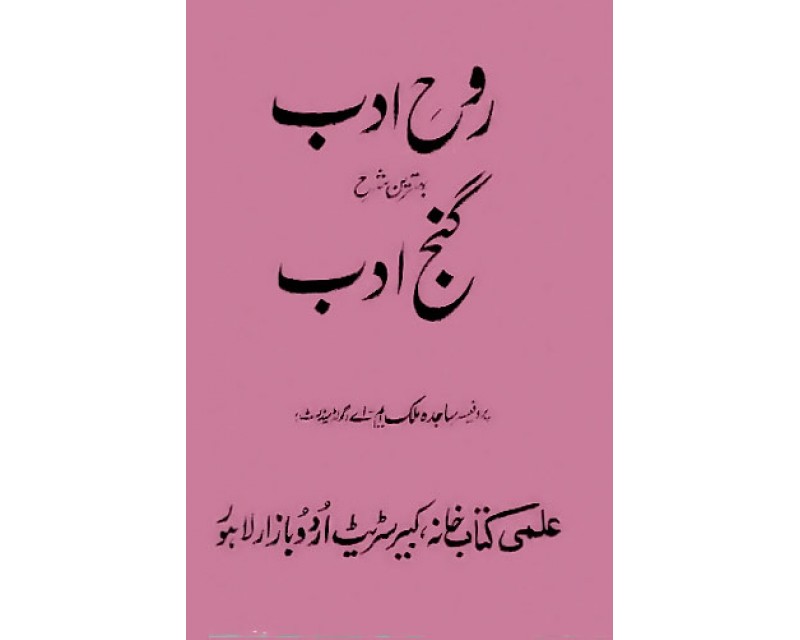 روحِ ادب
بہترین شرح
گنجِ ادب
پروفیسر ساجدہ ملک ایم-اے گولڈ میڈلسٹ
علمی کتاب خانہ، کبیر سٹریٹ اُردو بازار لاہور